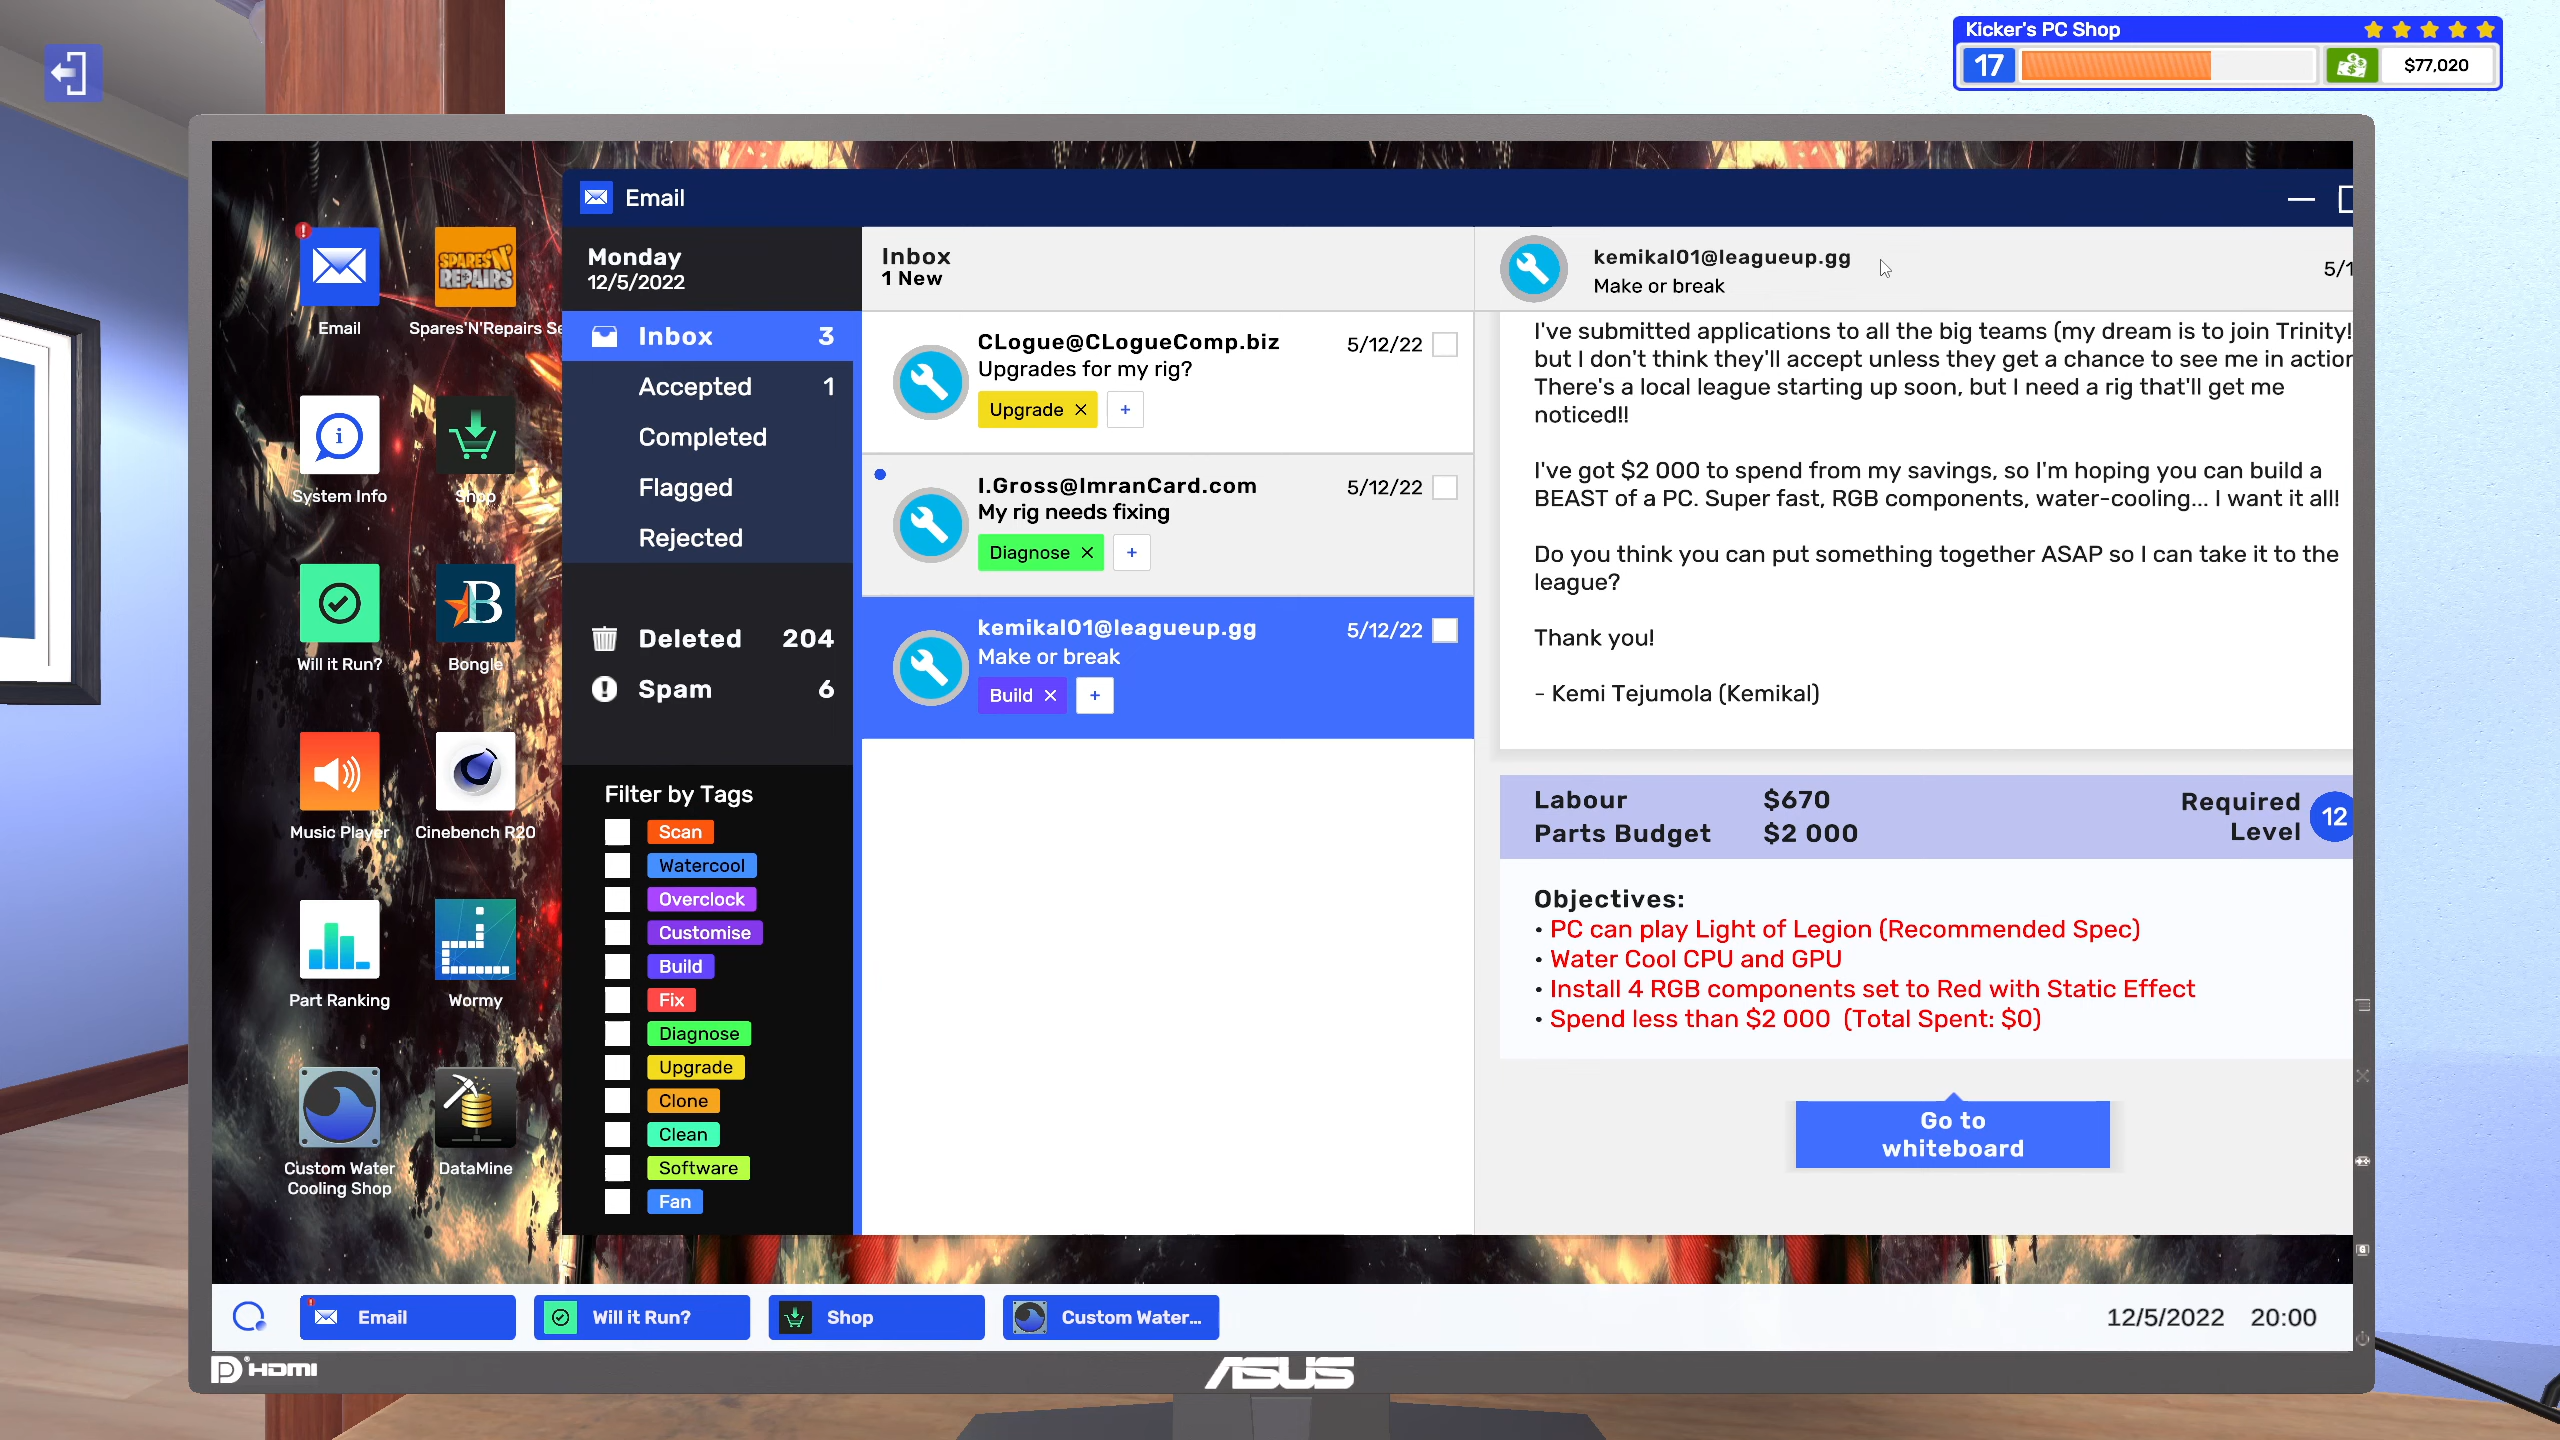 Kicker's PC Shop
17
$77,020
Email
Monday
12/5/2022
Inbox
1 New
kemikal01@leagueup.gg
Make or break
5/1
Email
Spares'N'Repairs Se
SPARES'N'
REPAIRS
System Info
Shop
Will it Run?
Bongle
Music Player
Cinebench R20
Part Ranking
Wormy
Custom Water
Cooling Shop
DataMine
Inbox 3
Accepted 1
Completed
Flagged
Rejected
Deleted 204
Spam 6
Filter by Tags
Scan
Watercool
Overclock
Customise
Build
Fix
Diagnose
Upgrade
Clone
Clean
Software
Fan
CLogue@CLogueComp.biz 5/12/22
Upgrades for my rig?
Upgrade × +
I.Gross@ImranCard.com 5/12/22
My rig needs fixing
Diagnose × +
kemikal01@leagueup.gg 5/12/22
Make or break
Build × +
I've submitted applications to all the big teams (my dream is to join Trinity!
but I don't think they'll accept unless they get a chance to see me in action
There's a local league starting up soon, but I need a rig that'll get me
noticed!!
I've got $2 000 to spend from my savings, so I'm hoping you can build a
BEAST of a PC. Super fast, RGB components, water-cooling... I want it all!
Do you think you can put something together ASAP so I can take it to the
league?
Thank you!
- Kemi Tejumola (Kemikal)
Labour $670
Parts Budget $2 000
Required
Level 12
Objectives:
• PC can play Light of Legion (Recommended Spec)
• Water Cool CPU and GPU
• Install 4 RGB components set to Red with Static Effect
• Spend less than $2 000 (Total Spent: $0)
Go to
whiteboard
Email
Will it Run?
Shop
Custom Water...
12/5/2022 20:00
HDMI
ASUS